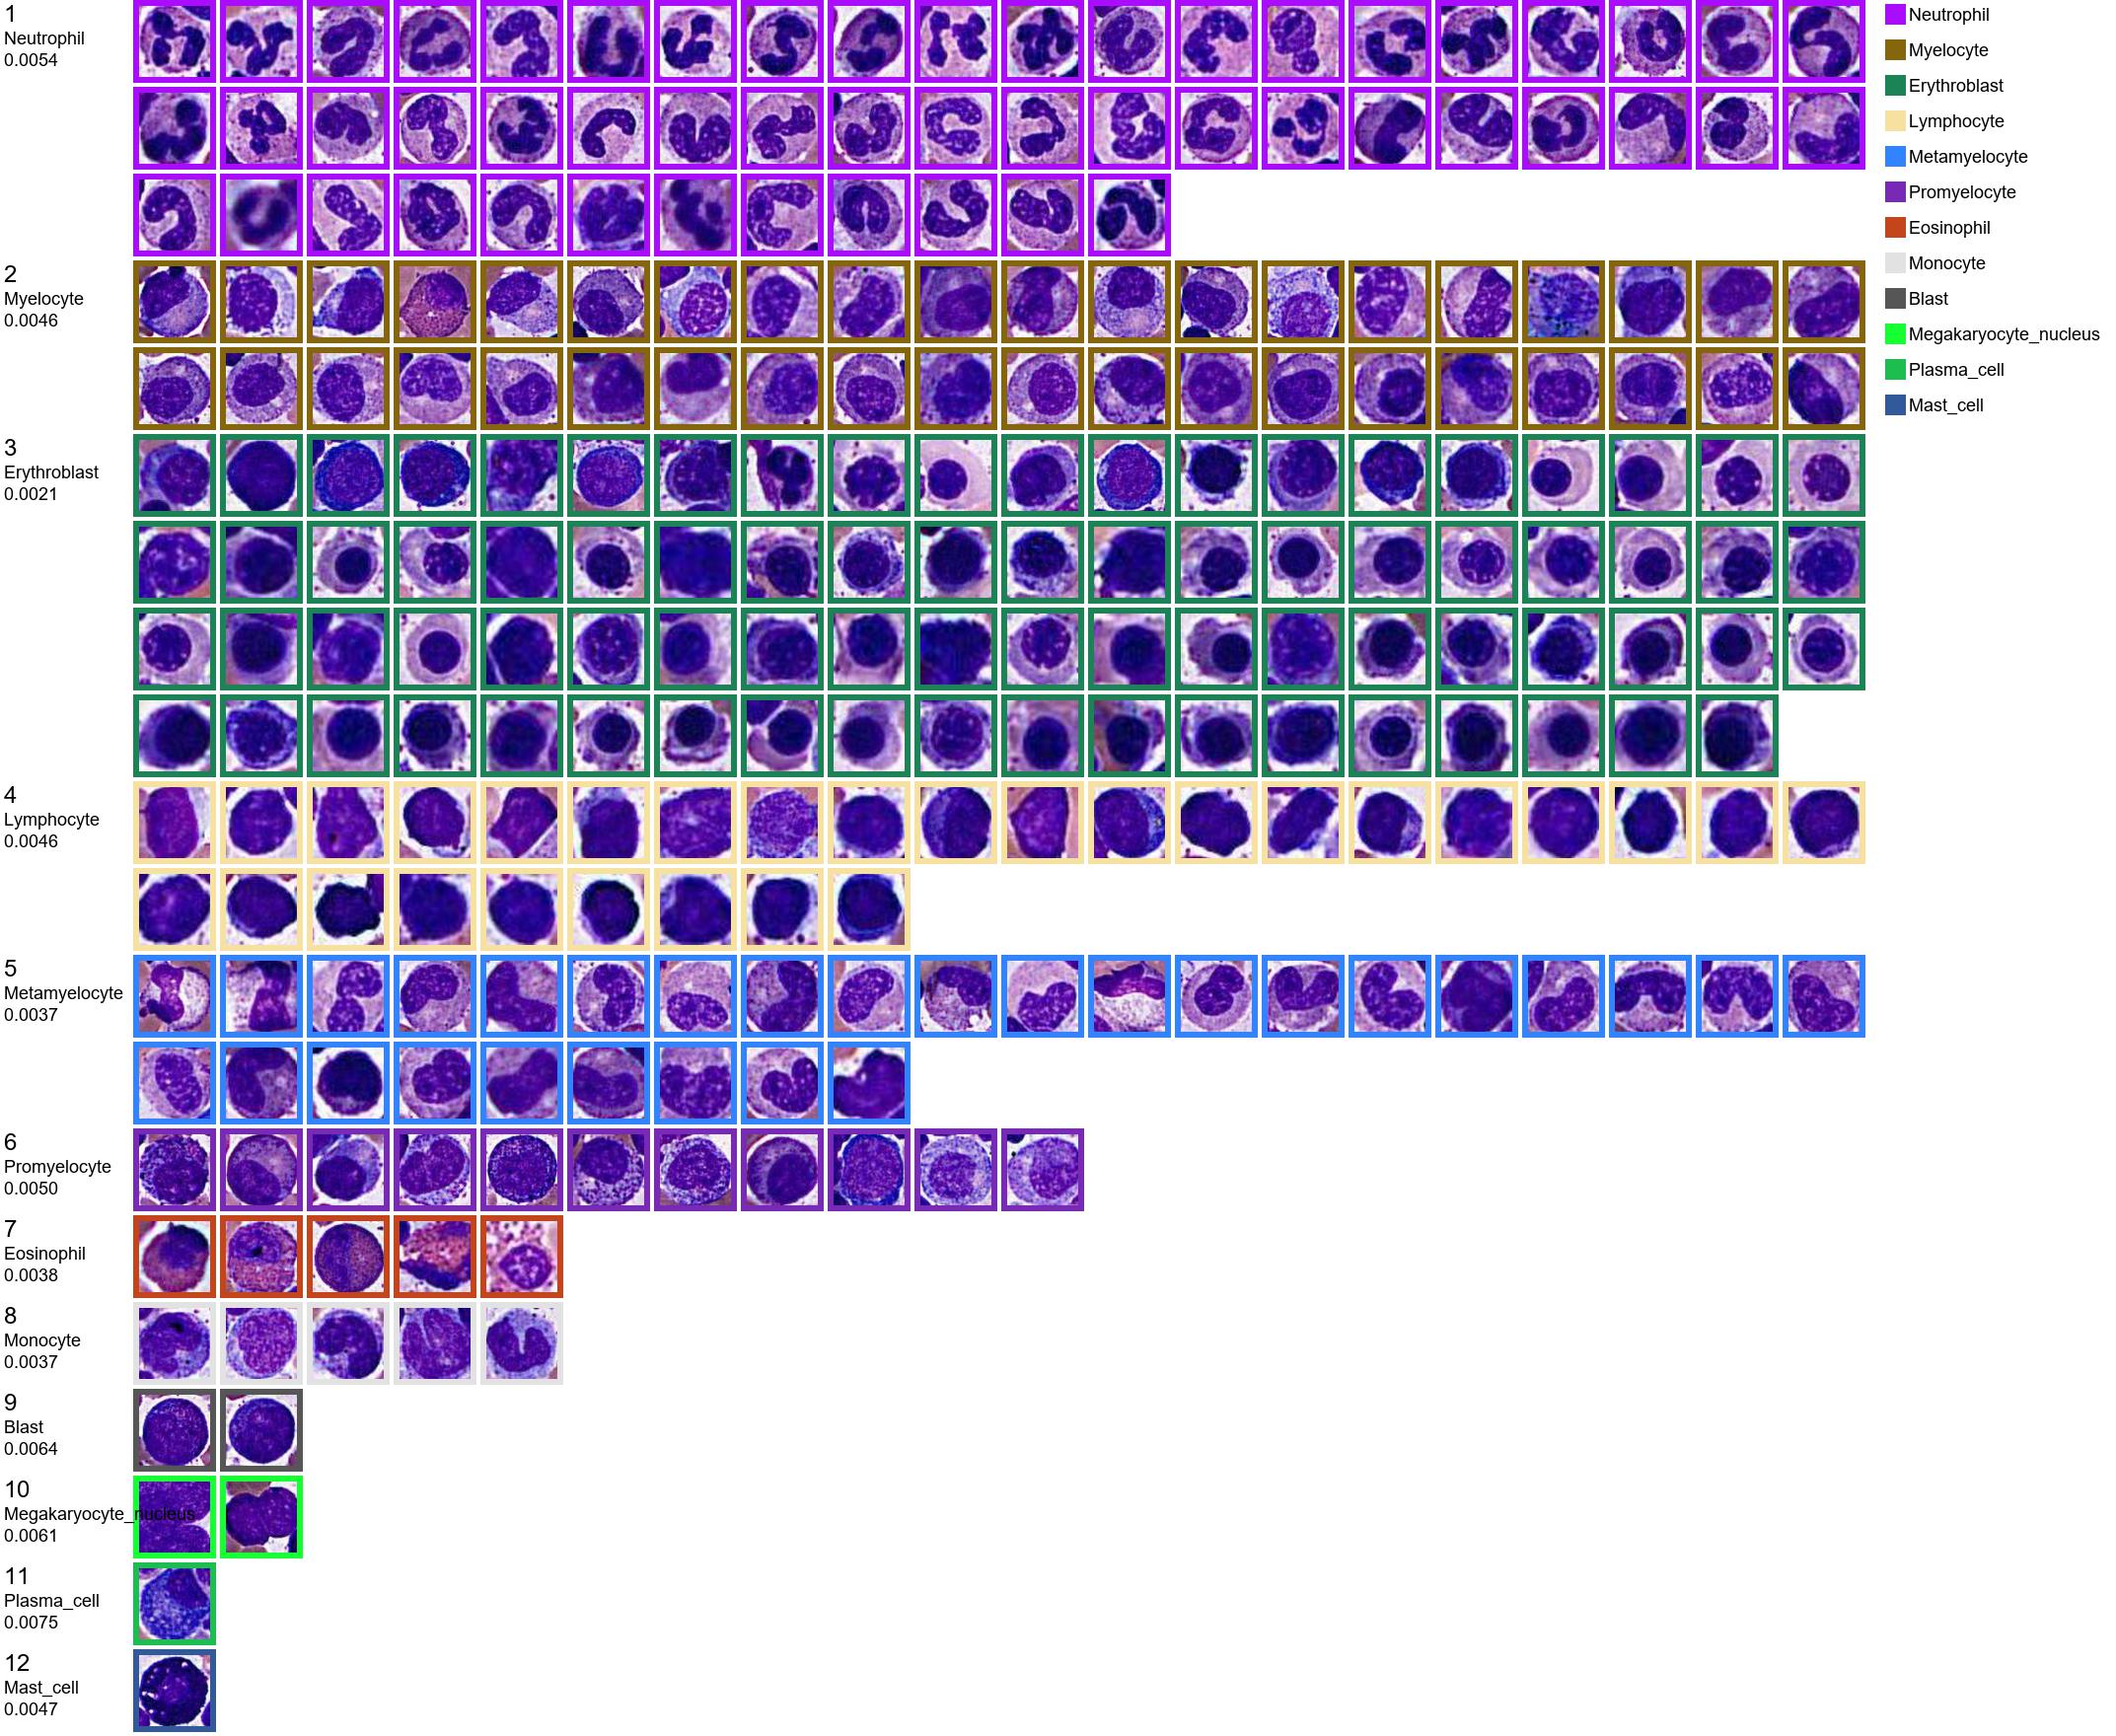 1
Neutrophil
0.0054
2
Myelocyte
0.0046
3
Erythroblast
0.0021
4
Lymphocyte
0.0046
5
Metamyelocyte
0.0037
6
Promyelocyte
0.0050
7
Eosinophil
0.0038
8
Monocyte
0.0037
9
Blast
0.0064
10
Megakaryocyte_nucleus
0.0061
11
Plasma_cell
0.0075
12
Mast_cell
0.0047
Neutrophil
Myelocyte
Erythroblast
Lymphocyte
Metamyelocyte
Promyelocyte
Eosinophil
Monocyte
Blast
Megakaryocyte_nucleus
Plasma_cell
Mast_cell